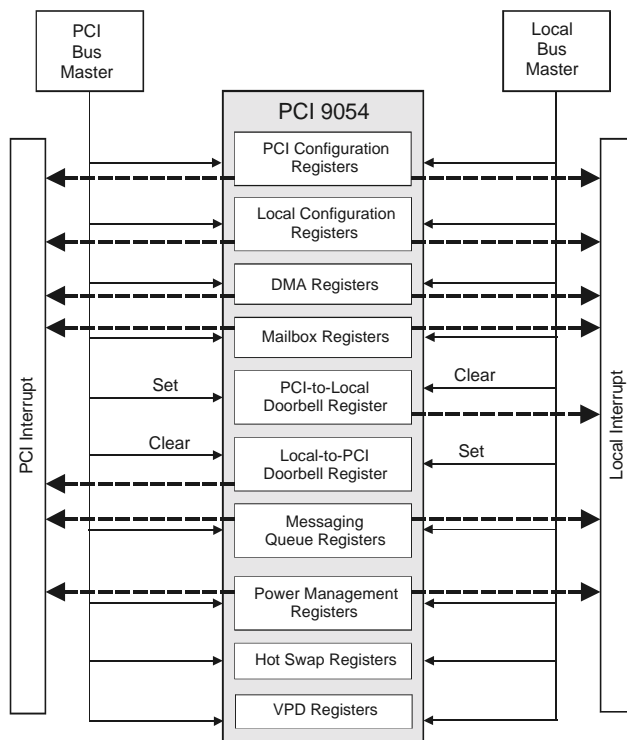 PCI
Bus
Master
Local
Bus
Master
PCI 9054
PCI Configuration
Registers
Local Configuration
Registers
DMA Registers
Mailbox Registers
Set
PCI-to-Local
Doorbell Register
Clear
Clear
Local-to-PCI
Doorbell Register
Set
Messaging
Queue Registers
Power Management
Registers
Hot Swap Registers
VPD Registers
PCI Interrupt
Local Interrupt